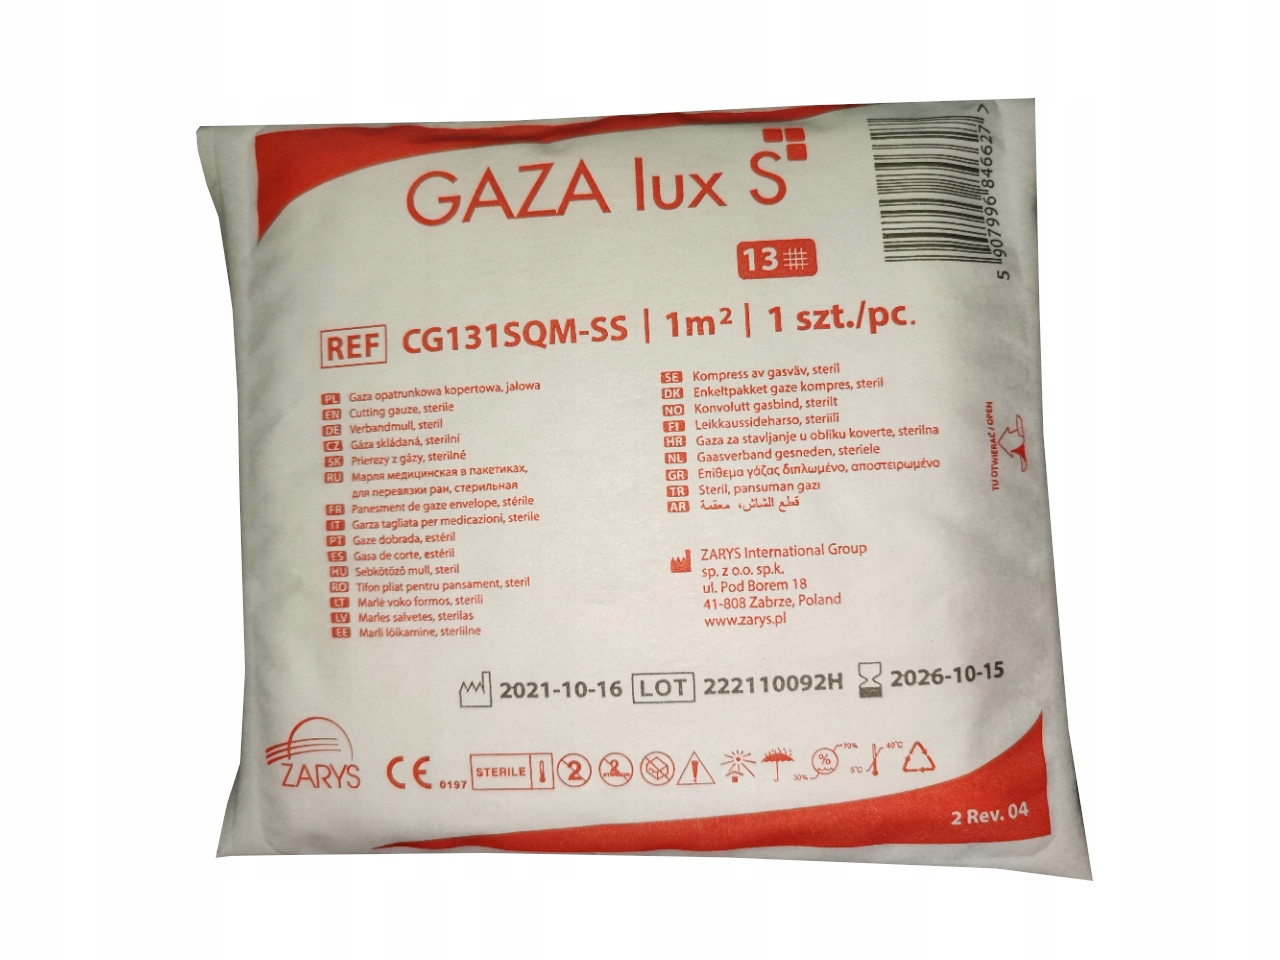 GAZA lux S
5 907996 846627 >
13
REF CG131SQM-SS | 1m² | 1 szt./pc.
PL Gaza opatrunkowa kopertowa, jałowa
EN Cutting gauze, sterile
DE Verbandmull, steril
CZ Gáza skládaná, sterilní
SK Prierezy z gázy, sterilné
RU Марля медицинская в пакетиках,
для перевязки ран, стерильная
FR Pansement de gaze envelope, stérile
IT Garza tagliata per medicazioni, sterile
PT Gaze dobrada, estéril
ES Gasa de corte, estéril
HU Sebkötöző mull, steril
RO Tifon pliat pentru pansament, steril
LT Marlė voko formos, sterili
LV Marles salvetes, sterilas
EE Marli lõikamine, steriilne
SE Kompress av gasväv, steril
DK Enkeltpakket gaze kompres, steril
NO Konvolutt gasbind, sterilt
FI Leikkaussideharso, steriili
HR Gaza za stavljanje u obliku koverte, sterilna
NL Gaasverband gesneden, steriele
GR Επίθεμα γάζας διπλωμένο, αποστειρωμένο
TR Steril, pansuman gazı
AR قطع الشاش، معقمة
TU OTWIERAĆ / OPEN
ZARYS International Group
sp. z o.o. sp.k.
ul. Pod Borem 18
41-808 Zabrze, Poland
www.zarys.pl
2021-10-16 LOT 222110092H 2026-10-15
ZARYS
CE 0197 STERILE 2 2 30% % 70% 5°C 40°C
2 Rev. 04